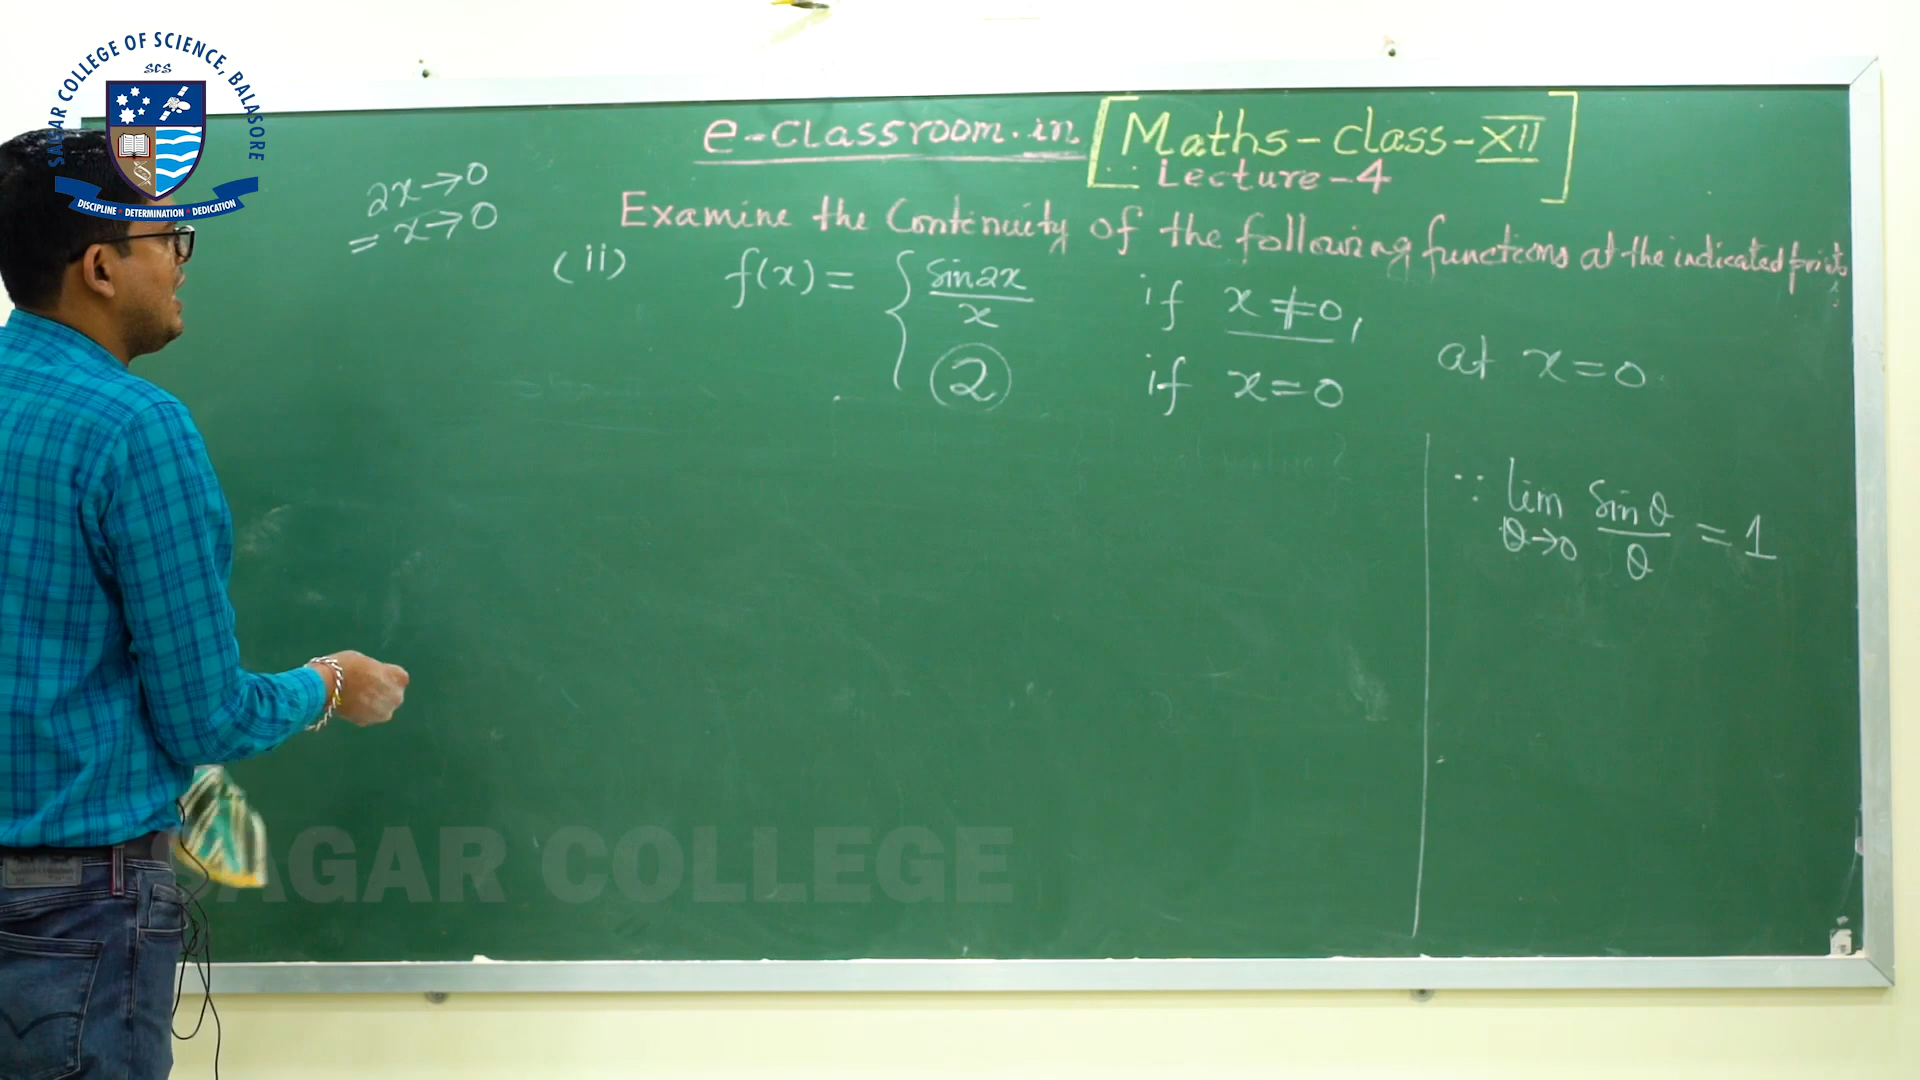 SAGAR COLLEGE OF SCIENCE, BALASORE
SCS
DISCIPLINE • DETERMINATION • DEDICATION
e-classroom.in [Maths-class-XII
Lecture-4]
2x→0
= x→0
Examine the Continuity of the following functions at the indicated points
(ii) f(x) = { sin2x/x if x≠0,
2 if x=0
at x=0
∵ lim θ→0 sinθ/θ = 1
SAGAR COLLEGE